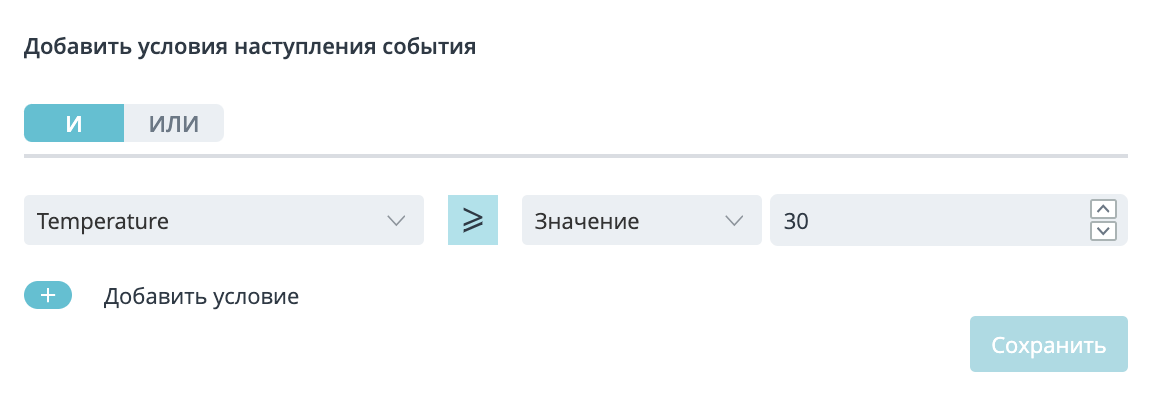 Добавить условия наступления события
И ИЛИ
Temperature ⩾ Значение 30
Добавить условие
Сохранить